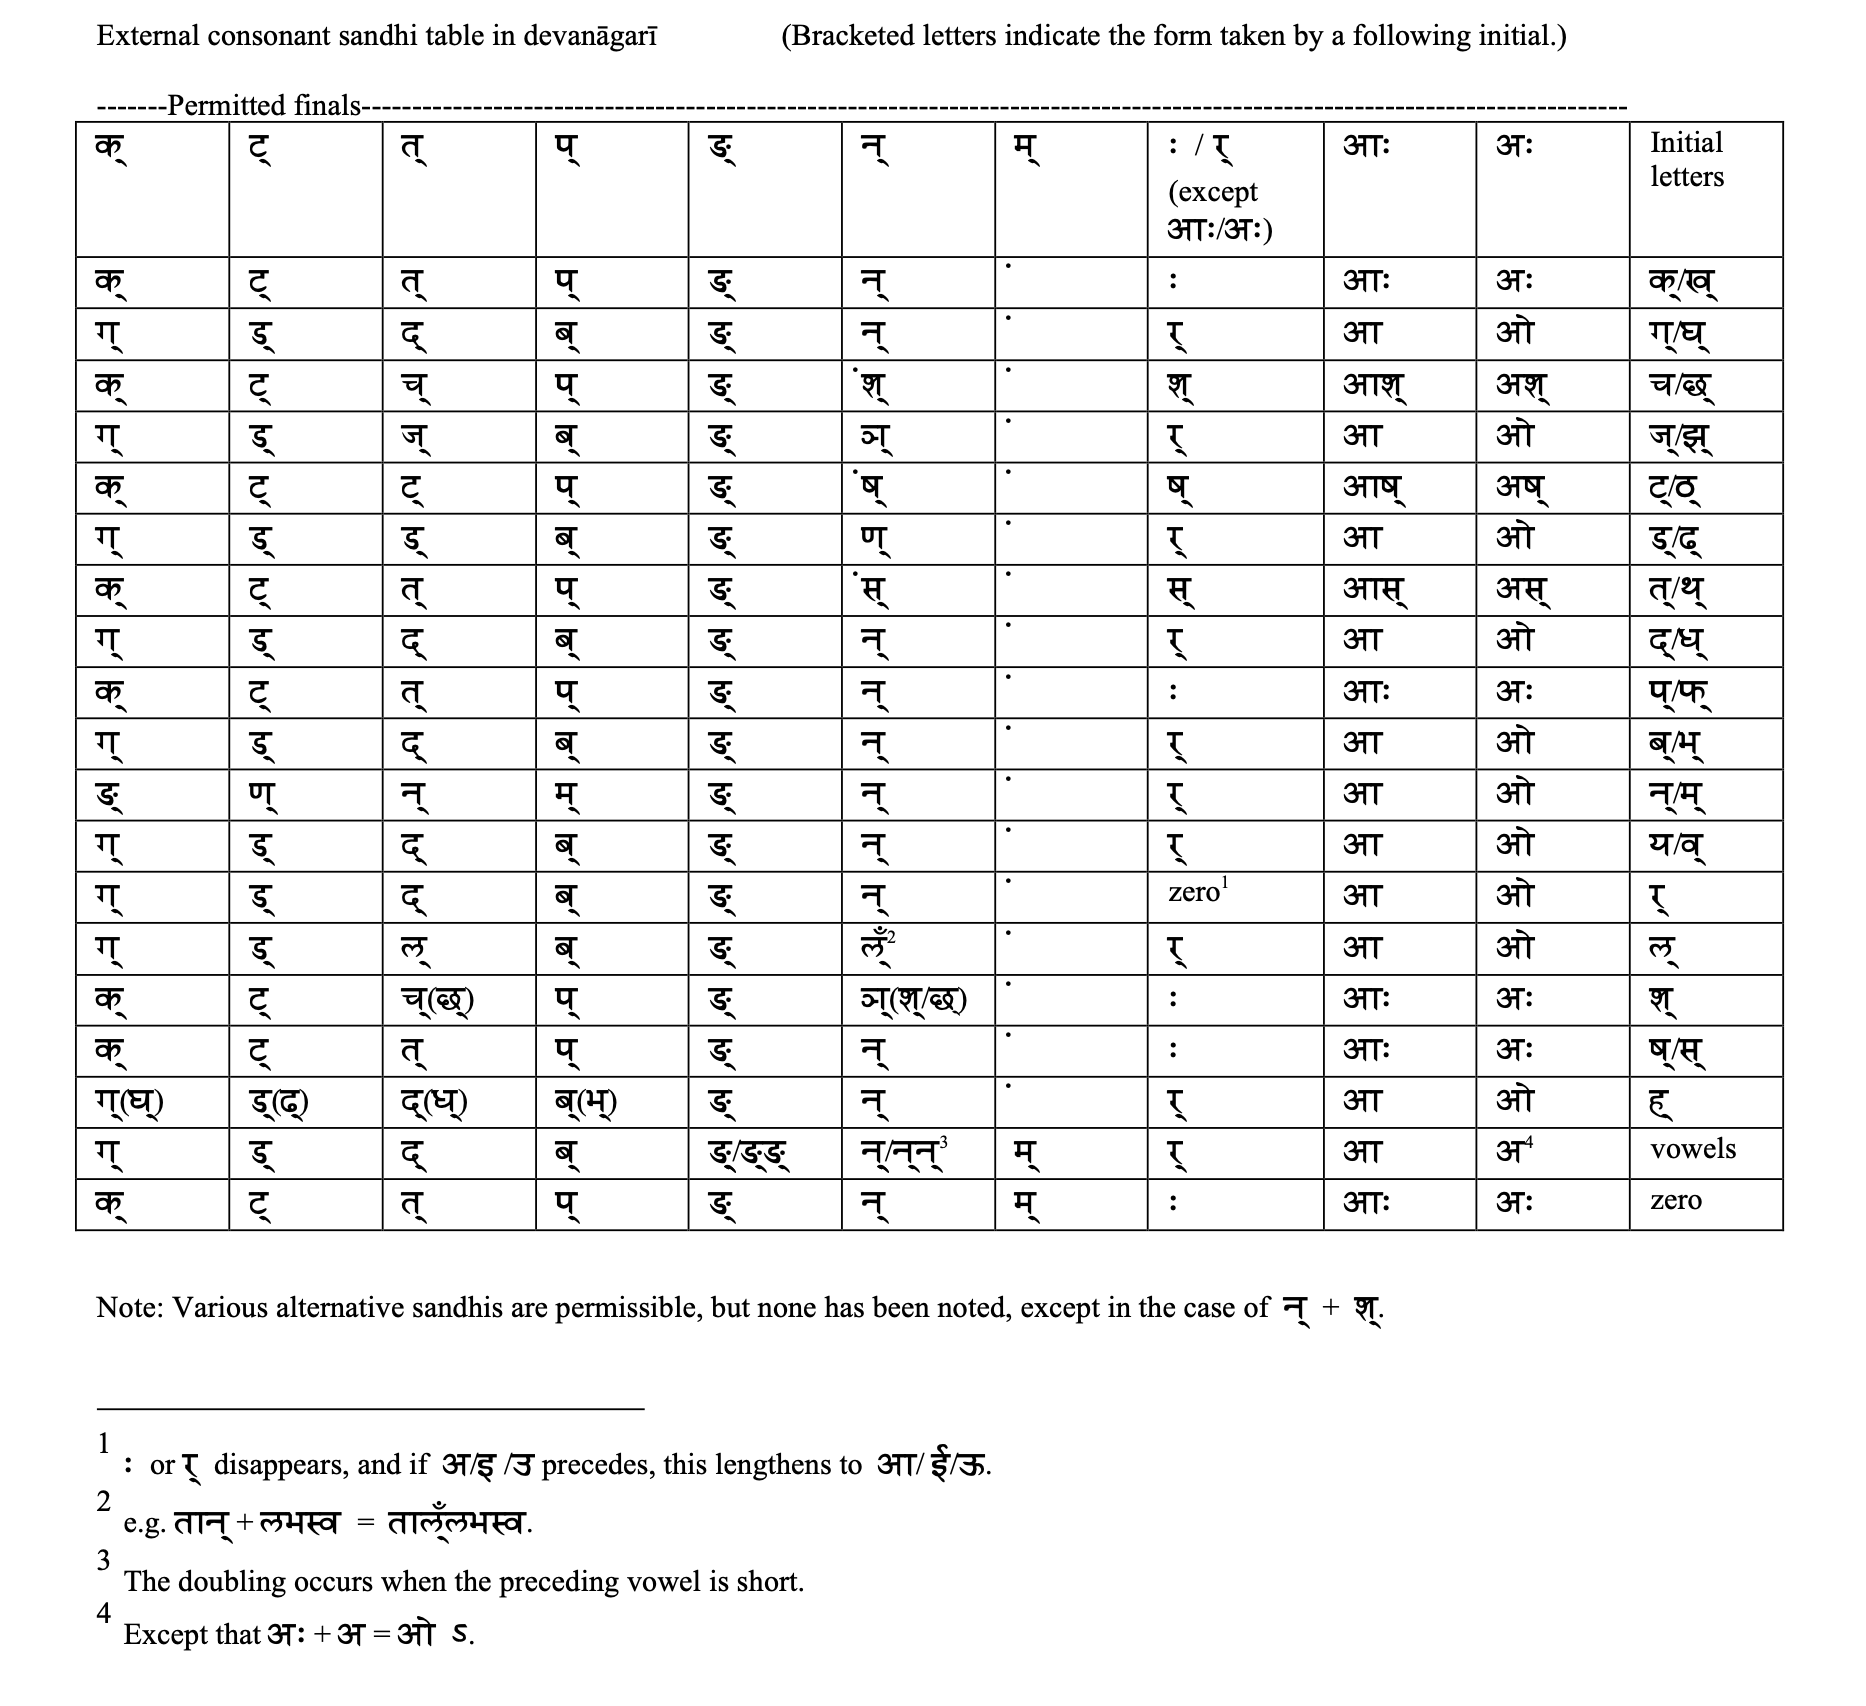 External consonant sandhi table in devanāgarī (Bracketed letters indicate the form taken by a following initial.)
-------Permitted finals-----------------------------------------------------------------------------------------------------------------------------
क् ट् त् प् ङ् न् म् ः / र् (except आः/अः) आः अः Initial letters
क् ट् त् प् ङ् न् ं ः आः अः क्/ख्
ग् ड् द् ब् ङ् न् ं र् आ ओ ग्/घ्
क् ट् च् प् ङ् ंश् ं श् आश् अश् च/छ्
ग् ड् ज् ब् ङ् ञ् ं र् आ ओ ज्/झ्
क् ट् ट् प् ङ् ंष् ं ष् आष् अष् ट्/ठ्
ग् ड् ड् ब् ङ् ण् ं र् आ ओ ड्/ढ्
क् ट् त् प् ङ् ंस् ं स् आस् अस् त्/थ्
ग् ड् द् ब् ङ् न् ं र् आ ओ द्/ध्
क् ट् त् प् ङ् न् ं ः आः अः प्/फ्
ग् ड् द् ब् ङ् न् ं र् आ ओ ब्/भ्
ङ् ण् न् म् ङ् न् ं र् आ ओ न्/म्
ग् ड् द् ब् ङ् न् ं र् आ ओ य/व्
ग् ड् द् ब् ङ् न् ं zero¹ आ ओ र्
ग् ड् ल् ब् ङ् ल्ँ² ं र् आ ओ ल्
क् ट् च्(छ्) प् ङ् ञ्(श्/छ्) ं ः आः अः श्
क् ट् त् प् ङ् न् ं ः आः अः ष्/स्
ग्(घ्) ड्(ढ्) द्(ध्) ब्(भ्) ङ् न् ं र् आ ओ ह्
ग् ड् द् ब् ङ्/ङ्ङ् न्/न्न्³ म् र् आ अ⁴ vowels
क् ट् त् प् ङ् न् म् ः आः अः zero
Note: Various alternative sandhis are permissible, but none has been noted, except in the case of न् + श्.
1 ः or र् disappears, and if अ/इ /उ precedes, this lengthens to आ/ ई/ऊ.
2 e.g. तान् + लभस्व = ताल्ँलभस्व.
3 The doubling occurs when the preceding vowel is short.
4 Except that अः + अ = ओ ऽ.